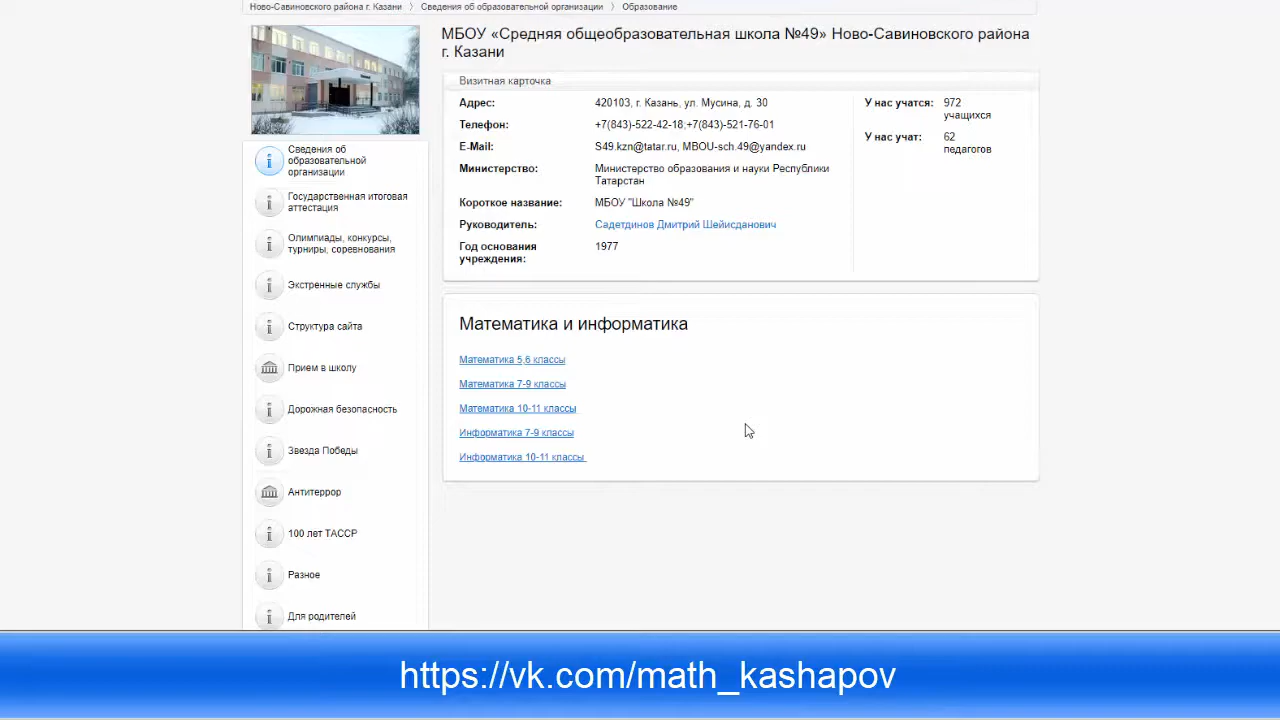 Ново-Савиновского района г. Казани 〉 Сведения об образовательной организации 〉 Образование
МБОУ «Средняя общеобразовательная школа №49» Ново-Савиновского района
г. Казани
Визитная карточка
Адрес: 420103, г. Казань, ул. Мусина, д. 30
Телефон: +7(843)-522-42-18;+7(843)-521-76-01
E-Mail: S49.kzn@tatar.ru, MBOU-sch.49@yandex.ru
Министерство: Министерство образования и науки Республики
Татарстан
Короткое название: МБОУ "Школа №49"
Руководитель: Садетдинов Дмитрий Шейисданович
Год основания 1977
учреждения:
У нас учатся: 972
учащихся
У нас учат: 62
педагогов
Сведения об
образовательной
организации
Государственная итоговая
аттестация
Олимпиады, конкурсы,
турниры, соревнования
Экстренные службы
Структура сайта
Прием в школу
Дорожная безопасность
Звезда Победы
Антитеррор
100 лет ТАССР
Разное
Для родителей
Математика и информатика
Математика 5,6 классы
Математика 7-9 классы
Математика 10-11 классы
Информатика 7-9 классы
Информатика 10-11 классы
https://vk.com/math_kashapov